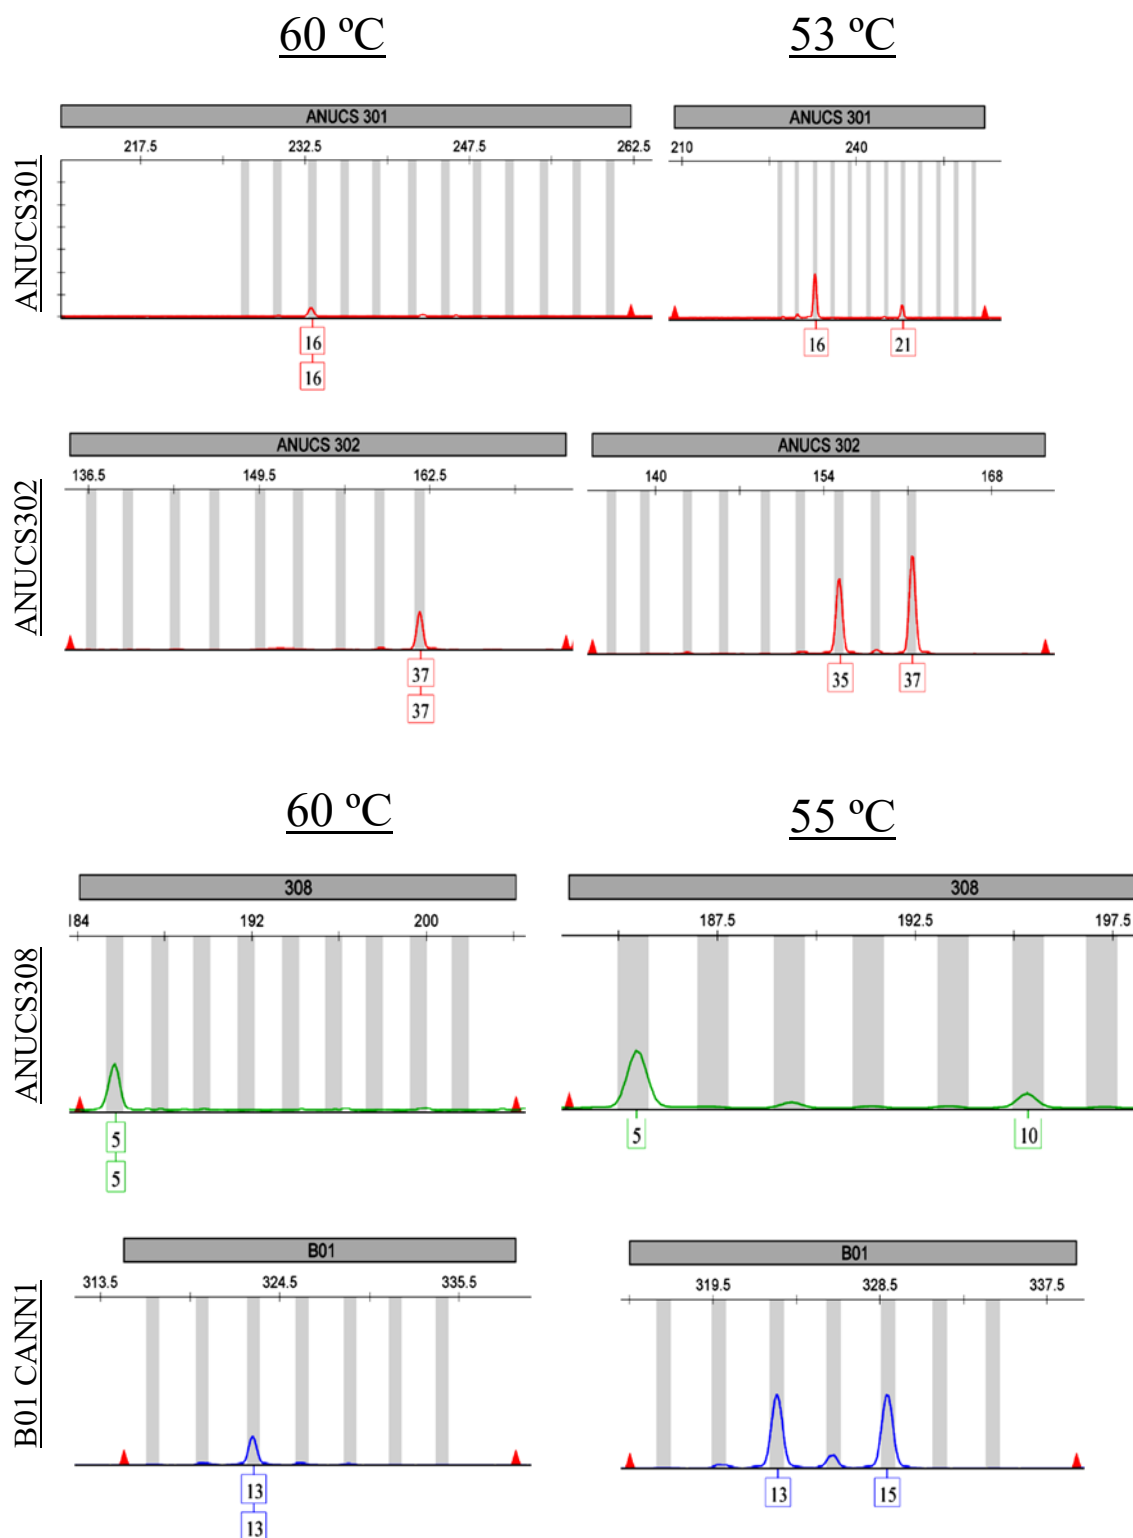 60 ºC 53 ºC
ANUCS301
ANUCS 301
217.5 232.5 247.5 262.5
16
16
ANUCS 301
210 240
16 21
ANUCS302
ANUCS 302
136.5 149.5 162.5
37
37
ANUCS 302
140 154 168
35 37
60 ºC 55 ºC
ANUCS308
308
184 192 200
5
5
308
187.5 192.5 197.5
5 10
B01 CANN1
B01
313.5 324.5 335.5
13
13
B01
319.5 328.5 337.5
13 15